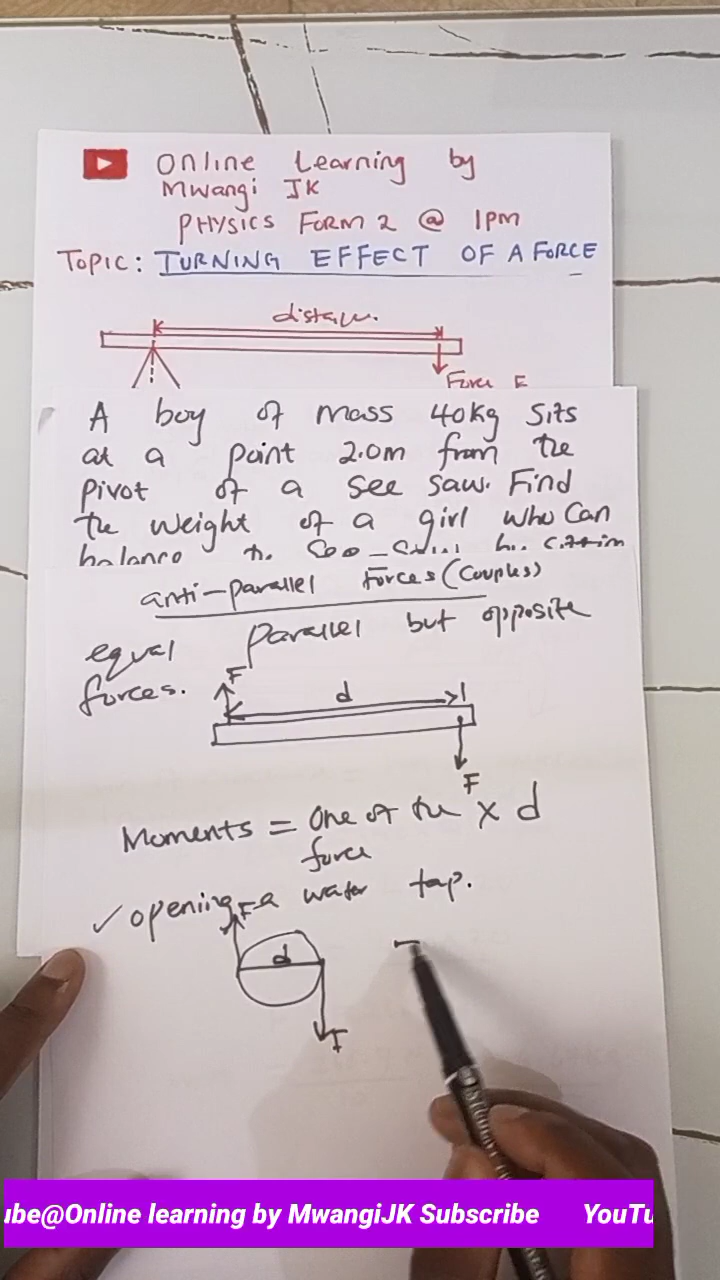 Online Learning by
Mwangi JK
PHYSICS FORM 2 @ 1PM
TOPIC: TURNING EFFECT OF A FORCE
Force F
A boy of mass 40kg sits
at a point 2.0m from the
pivot of a see saw. Find
the weight of a girl who can
balance
anti-parallel forces (couples)
equal parallel but opposite
forces.
F
d
F
Moments = One of the x d
force
✓ opening a water tap.
F
d
F
ube@Online learning by MwangiJK Subscribe YouTu